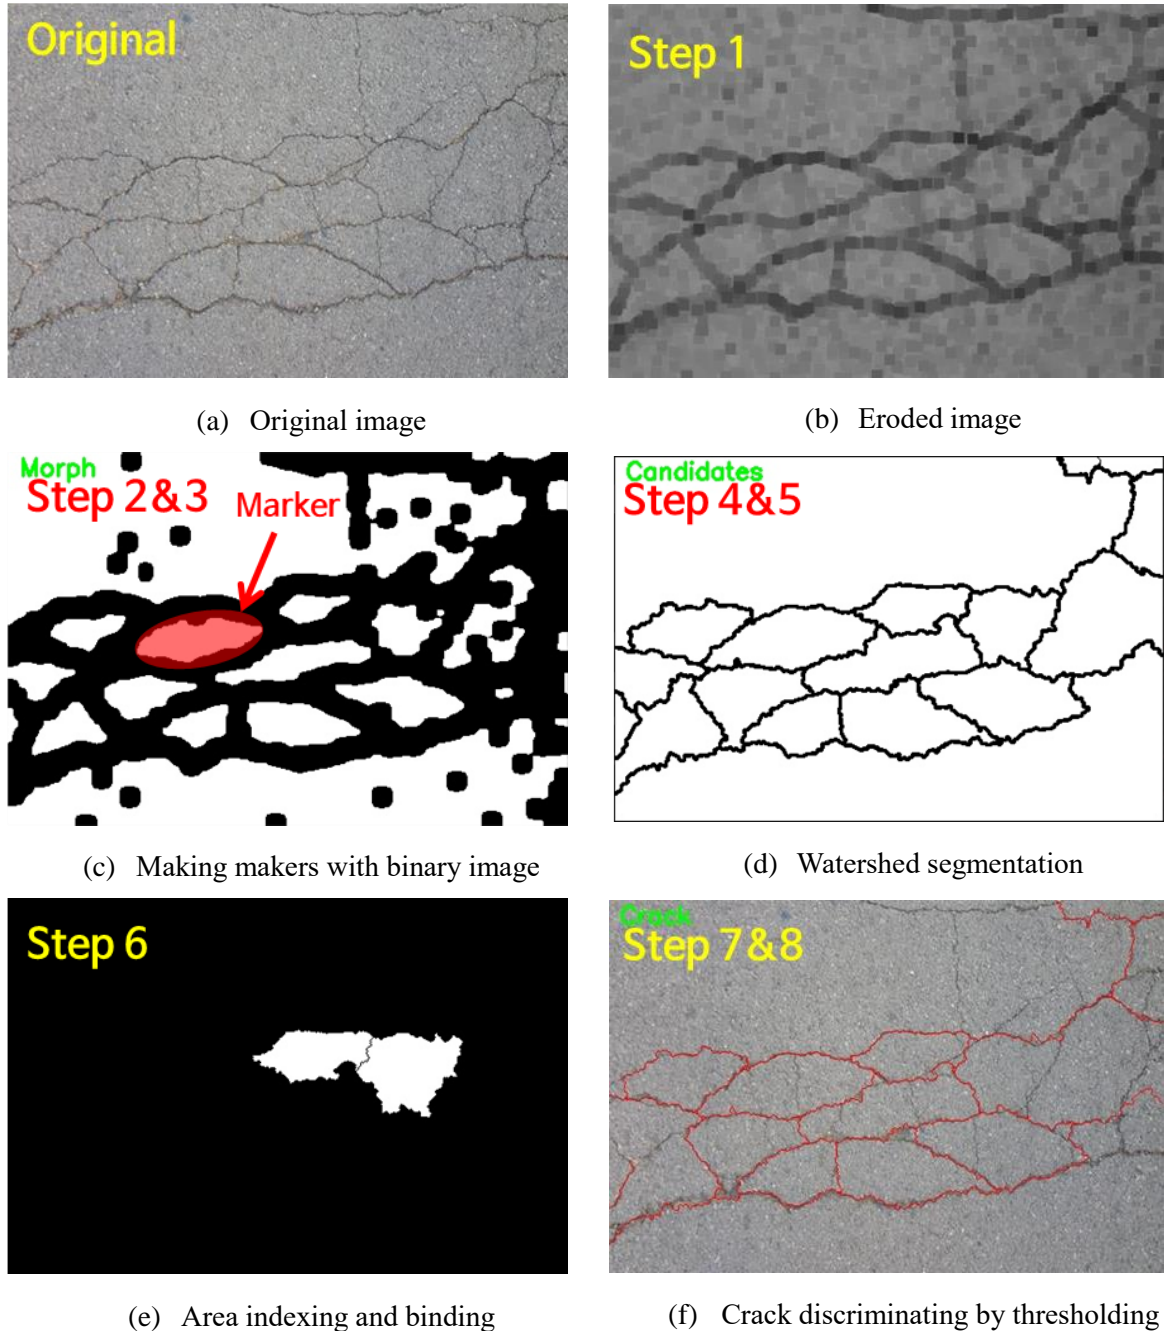 Original
Step 1
(a) Original image
(b) Eroded image
Morph
Step 2&3
Marker
Candidates
Step 4&5
(c) Making makers with binary image
(d) Watershed segmentation
Step 6
Crack
Step 7&8
(e) Area indexing and binding
(f) Crack discriminating by thresholding